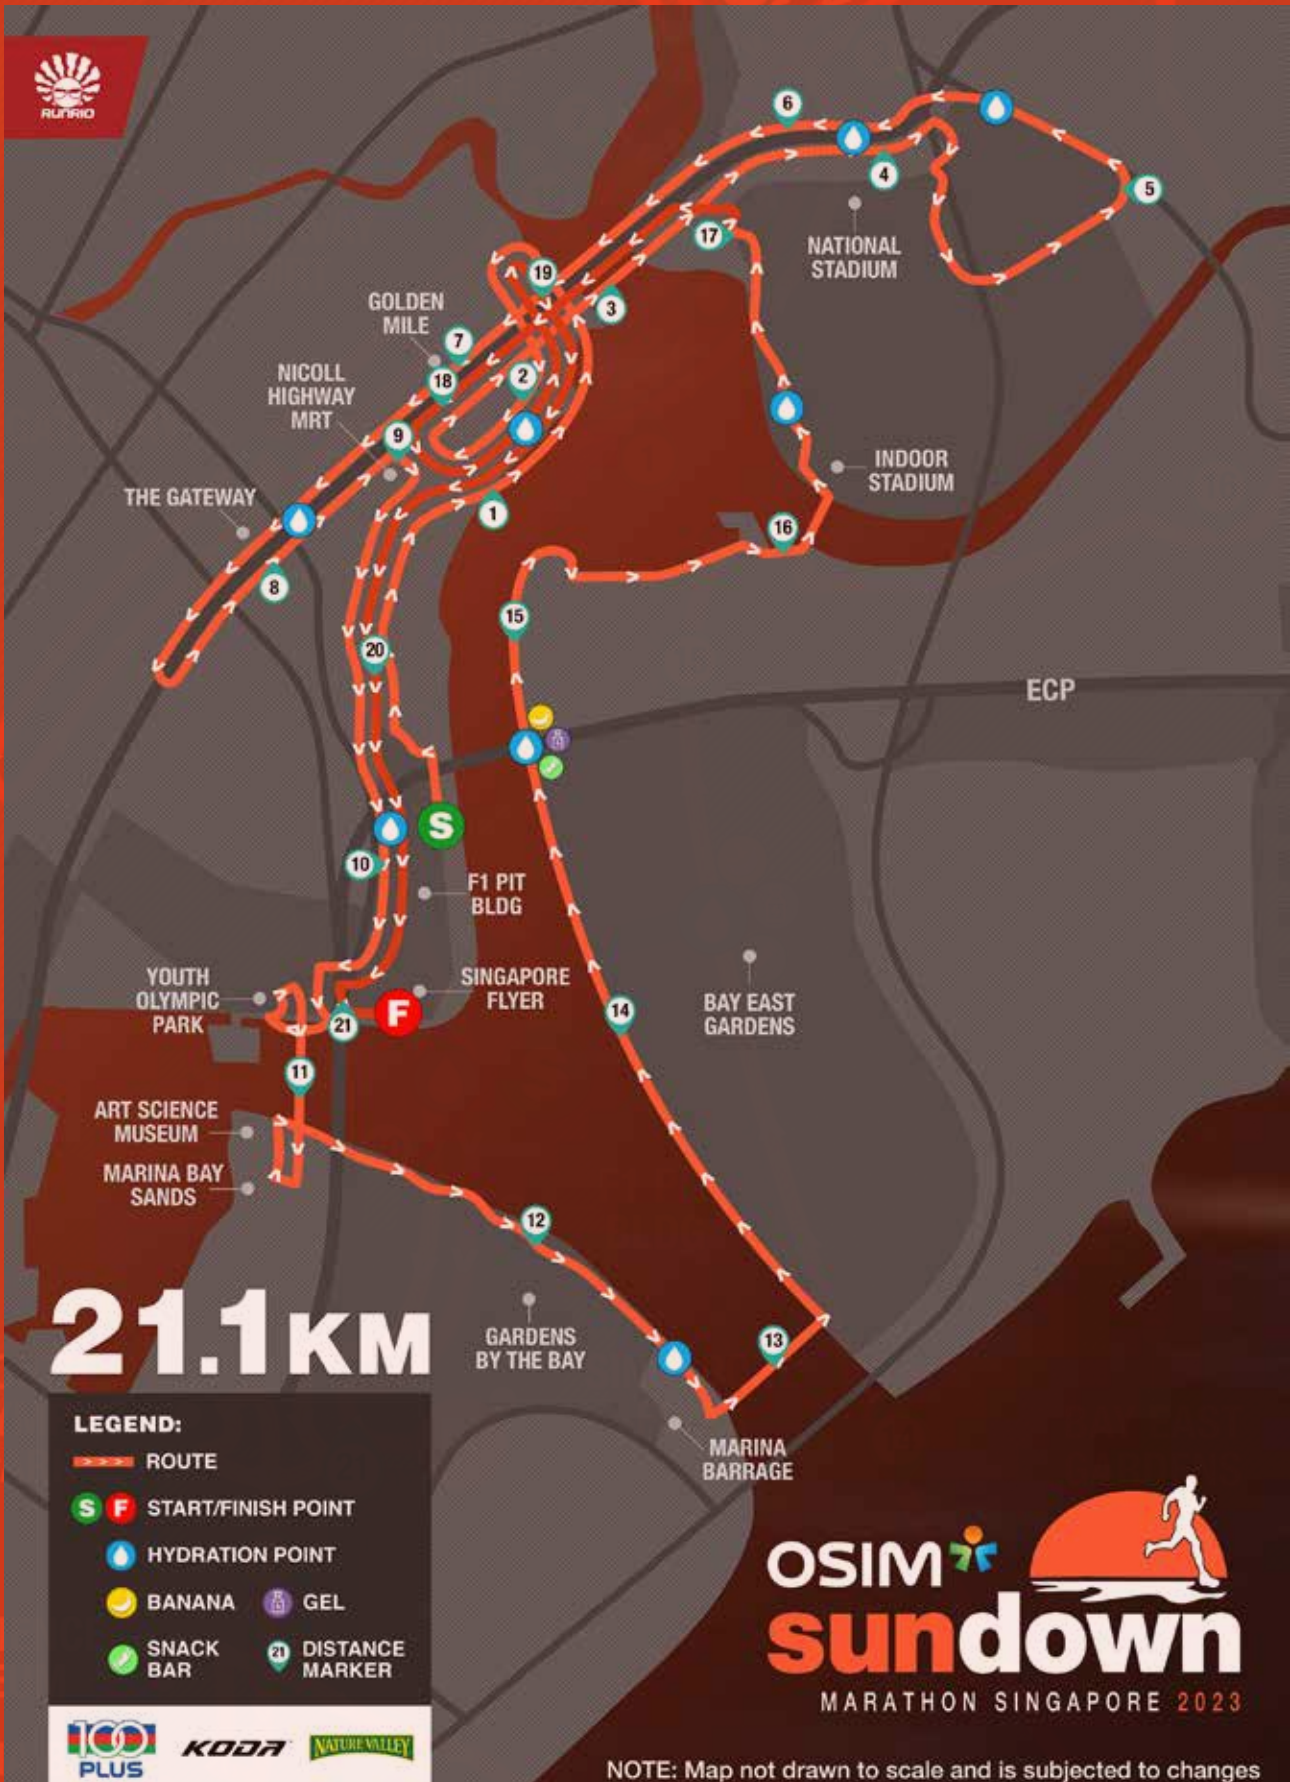 RUNRIO
6
4
5
17
NATIONAL
STADIUM
19
3
GOLDEN
MILE
7
18
2
NICOLL
HIGHWAY
MRT
9
INDOOR
STADIUM
THE GATEWAY
1
16
8
15
20
ECP
S
10
F1 PIT
BLDG
YOUTH
OLYMPIC
PARK
SINGAPORE
FLYER
F
21
14
BAY EAST
GARDENS
11
ART SCIENCE
MUSEUM
MARINA BAY
SANDS
12
13
GARDENS
BY THE BAY
MARINA
BARRAGE
21.1KM
LEGEND:
>>> ROUTE
S F START/FINISH POINT
HYDRATION POINT
BANANA GEL
SNACK
BAR
21 DISTANCE
MARKER
100
PLUS
KODA
NATURE VALLEY
OSIM
sundown
MARATHON SINGAPORE 2023
NOTE: Map not drawn to scale and is subjected to changes